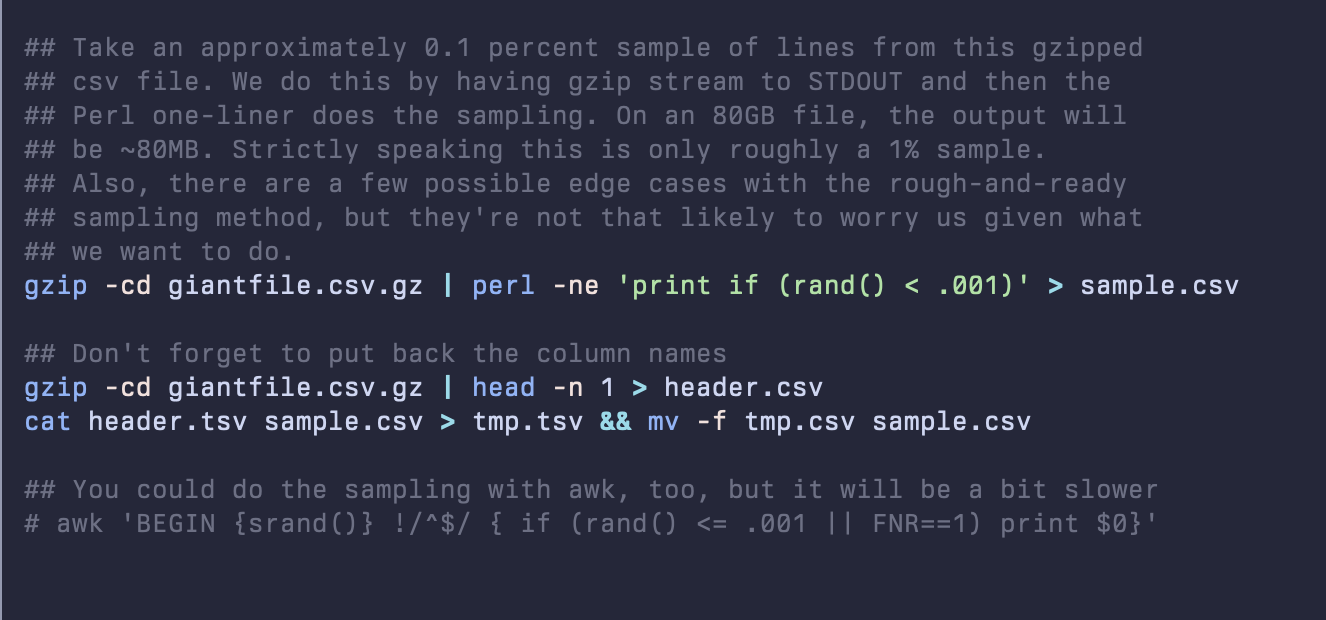 ## Take an approximately 0.1 percent sample of lines from this gzipped
## csv file. We do this by having gzip stream to STDOUT and then the
## Perl one-liner does the sampling. On an 80GB file, the output will
## be ~80MB. Strictly speaking this is only roughly a 1% sample.
## Also, there are a few possible edge cases with the rough-and-ready
## sampling method, but they're not that likely to worry us given what
## we want to do.
gzip -cd giantfile.csv.gz | perl -ne 'print if (rand() < .001)' > sample.csv
## Don't forget to put back the column names
gzip -cd giantfile.csv.gz | head -n 1 > header.csv
cat header.tsv sample.csv > tmp.tsv && mv -f tmp.csv sample.csv
## You could do the sampling with awk, too, but it will be a bit slower
# awk 'BEGIN {srand()} !/^$/ { if (rand() <= .001 || FNR==1) print $0}'